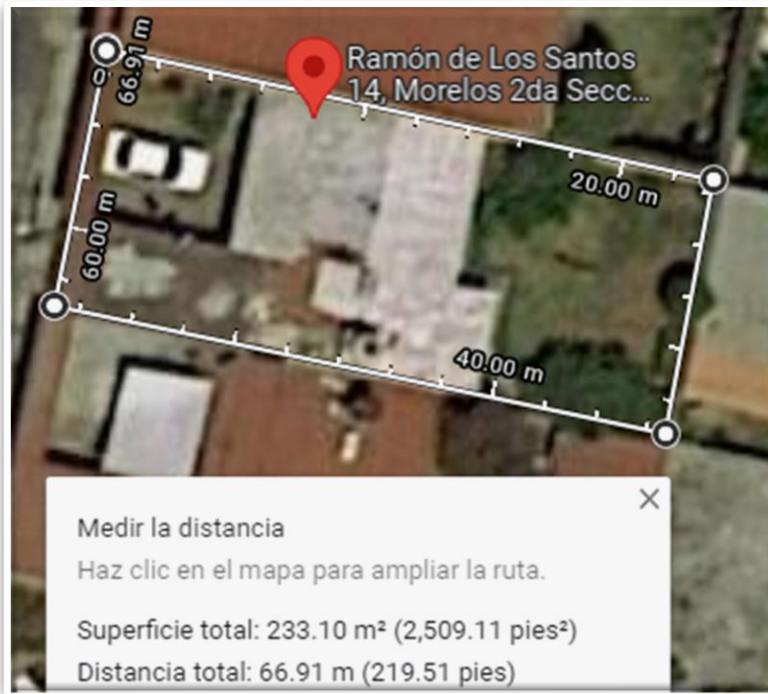 66.91 m
0
Ramón de Los Santos
14, Morelos 2da Secc...
20.00 m
60.00 m
40.00 m
Medir la distancia
Haz clic en el mapa para ampliar la ruta.
Superficie total: 233.10 m² (2,509.11 pies²)
Distancia total: 66.91 m (219.51 pies)